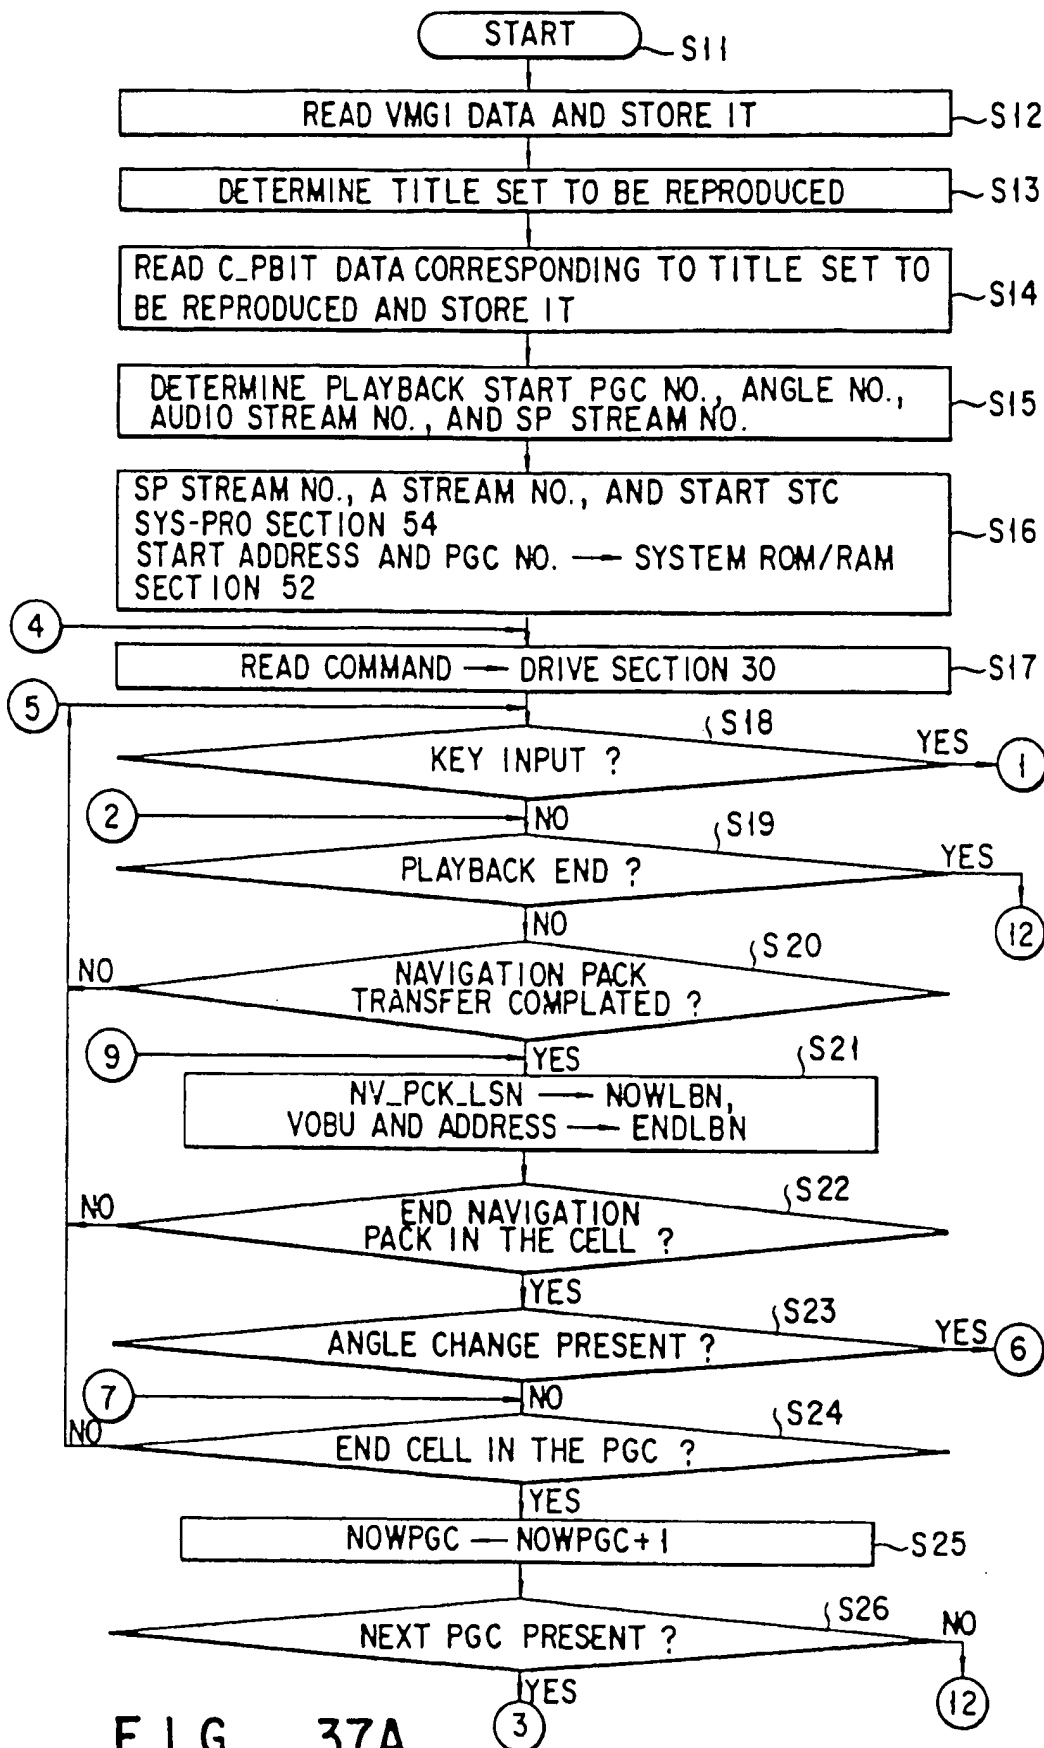 START
S11
READ VMGI DATA AND STORE IT
S12
DETERMINE TITLE SET TO BE REPRODUCED
S13
READ C_PBIT DATA CORRESPONDING TO TITLE SET TO
BE REPRODUCED AND STORE IT
S14
DETERMINE PLAYBACK START PGC NO., ANGLE NO.,
AUDIO STREAM NO., AND SP STREAM NO.
S15
SP STREAM NO., A STREAM NO., AND START STC
SYS-PRO SECTION 54
START ADDRESS AND PGC NO. → SYSTEM ROM/RAM
SECTION 52
S16
4
READ COMMAND → DRIVE SECTION 30
S17
5
S18
KEY INPUT ?
YES
1
2
NO
S19
PLAYBACK END ?
YES
12
NO
S20
NAVIGATION PACK
TRANSFER COMPLATED ?
NO
9
YES
S21
NV_PCK_LSN → NOWLBN,
VOBU AND ADDRESS → ENDLBN
S22
END NAVIGATION
PACK IN THE CELL ?
NO
YES
S23
ANGLE CHANGE PRESENT ?
YES
6
7
NO
S24
END CELL IN THE PGC ?
NO
YES
NOWPGC — NOWPGC+1
S25
S26
NEXT PGC PRESENT ?
NO
12
YES
3
FIG. 37A